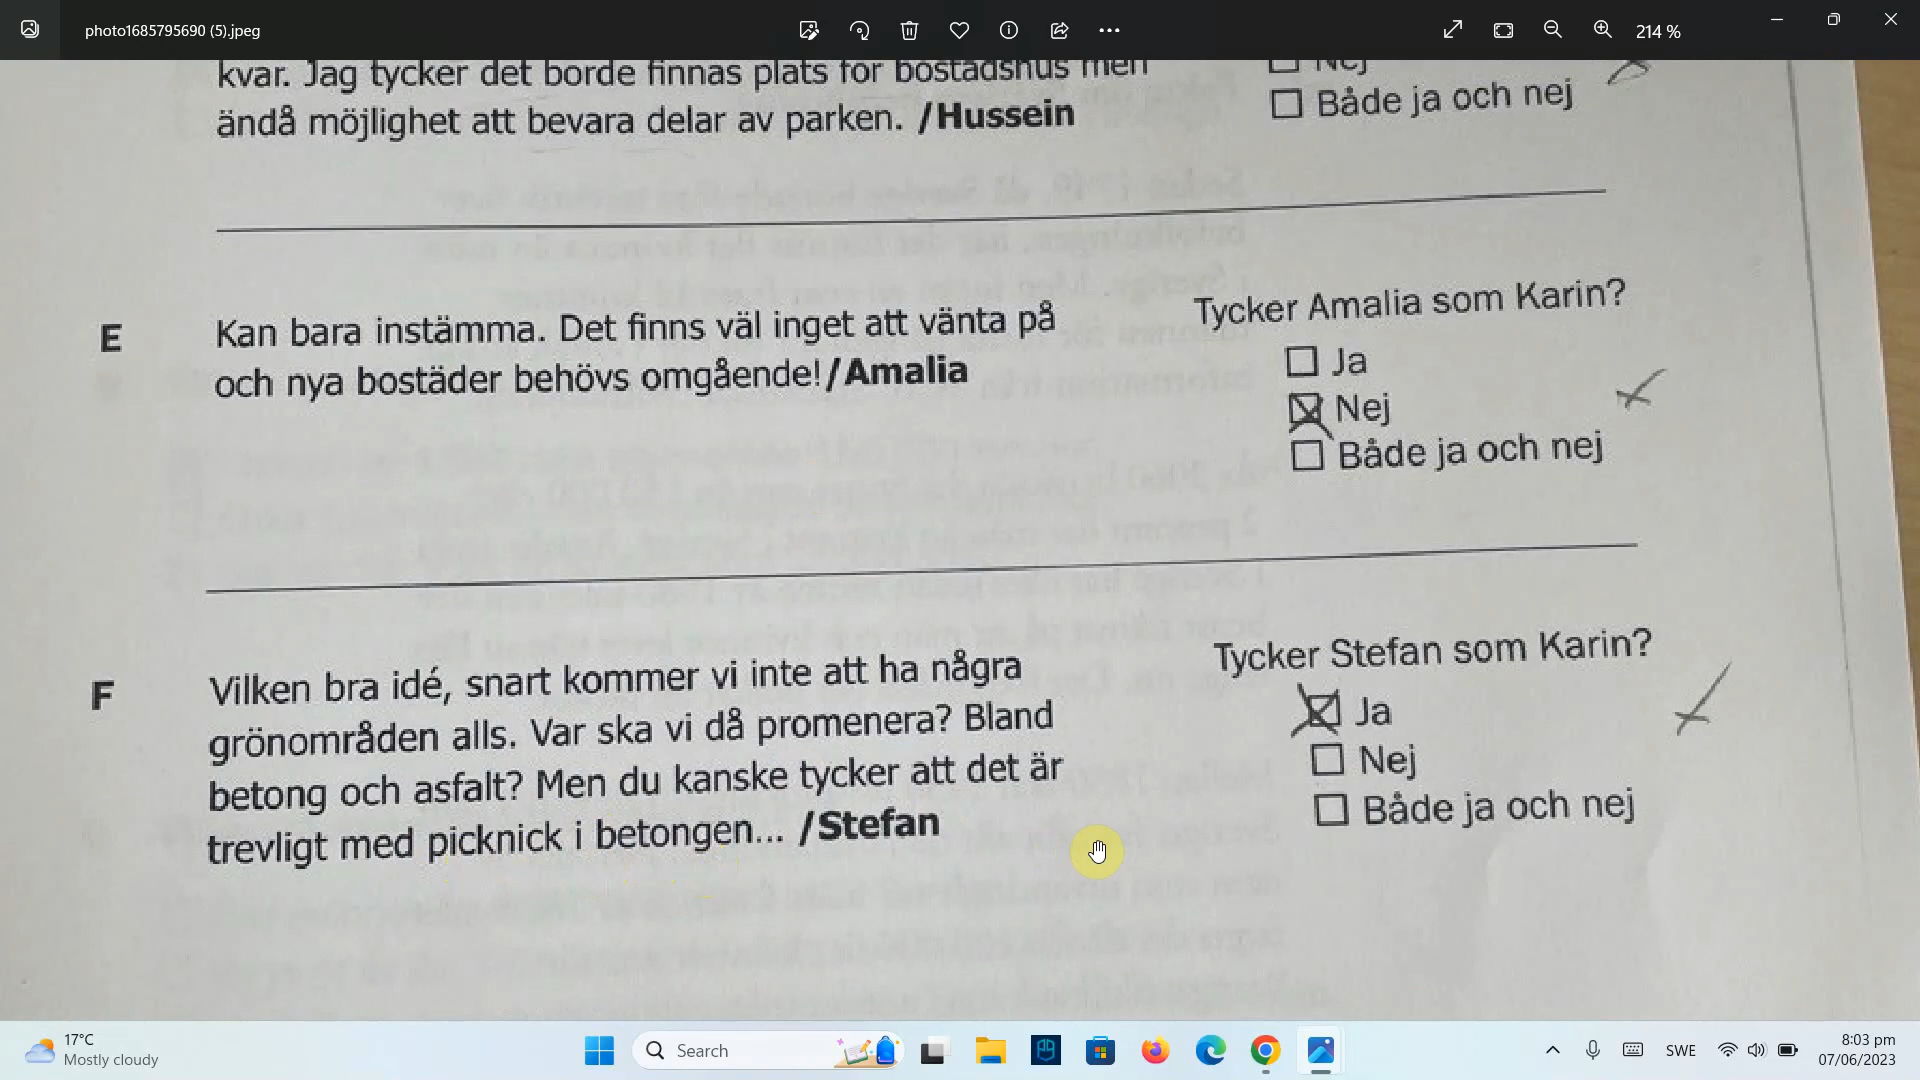 photo1685795690 (5).jpeg
214 %
kvar. Jag tycker det borde finnas plats för bostadshus men
ändå möjlighet att bevara delar av parken. /Hussein
Nej
Både ja och nej
E
Kan bara instämma. Det finns väl inget att vänta på
och nya bostäder behövs omgående!/Amalia
Tycker Amalia som Karin?
Ja
Nej
Både ja och nej
F
Vilken bra idé, snart kommer vi inte att ha några
grönområden alls. Var ska vi då promenera? Bland
betong och asfalt? Men du kanske tycker att det är
trevligt med picknick i betongen... /Stefan
Tycker Stefan som Karin?
Ja
Nej
Både ja och nej
17°C
Mostly cloudy
Search
SWE
8:03 pm
07/06/2023